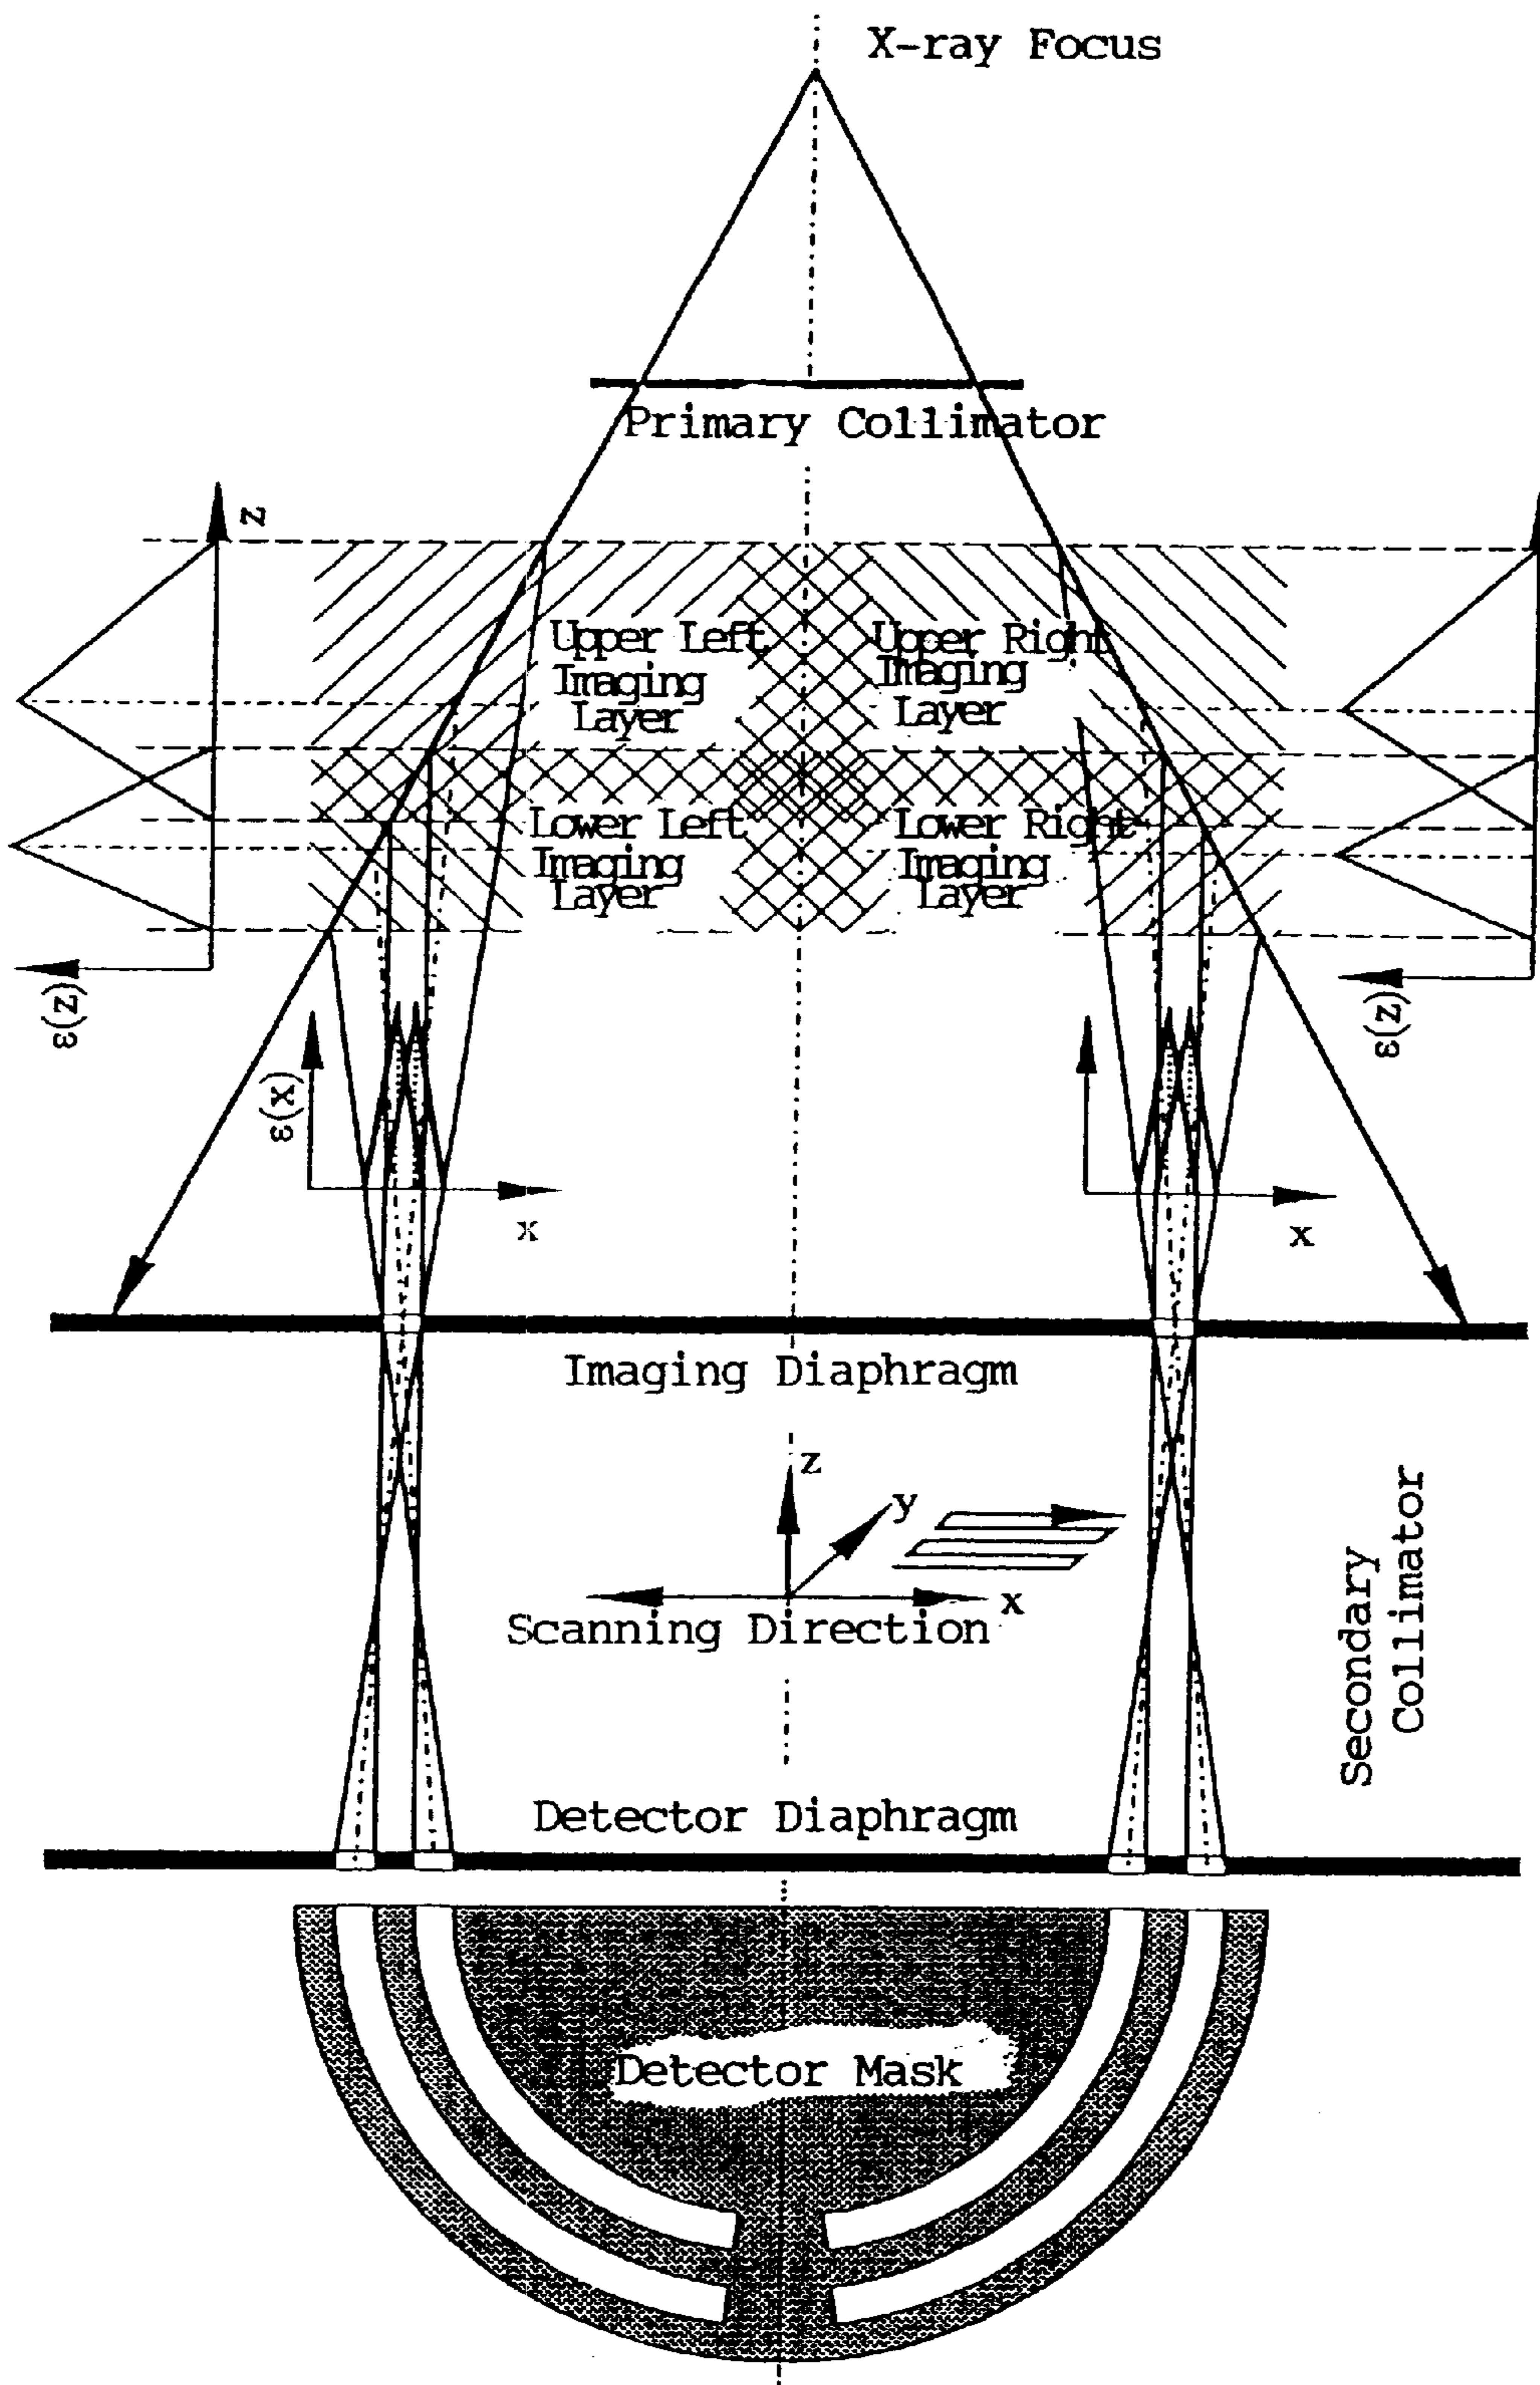 X-ray Focus
Primary Collimator
z
Upper Left
Imaging
Layer
Upper Right
Imaging
Layer
Lower Left
Imaging
Layer
Lower Right
Imaging
Layer
ε(z)
ε(z)
ε(x)
x
x
Imaging Diaphragm
z
y
x
Scanning Direction
Secondary
Collimator
Detector Diaphragm
Detector Mask